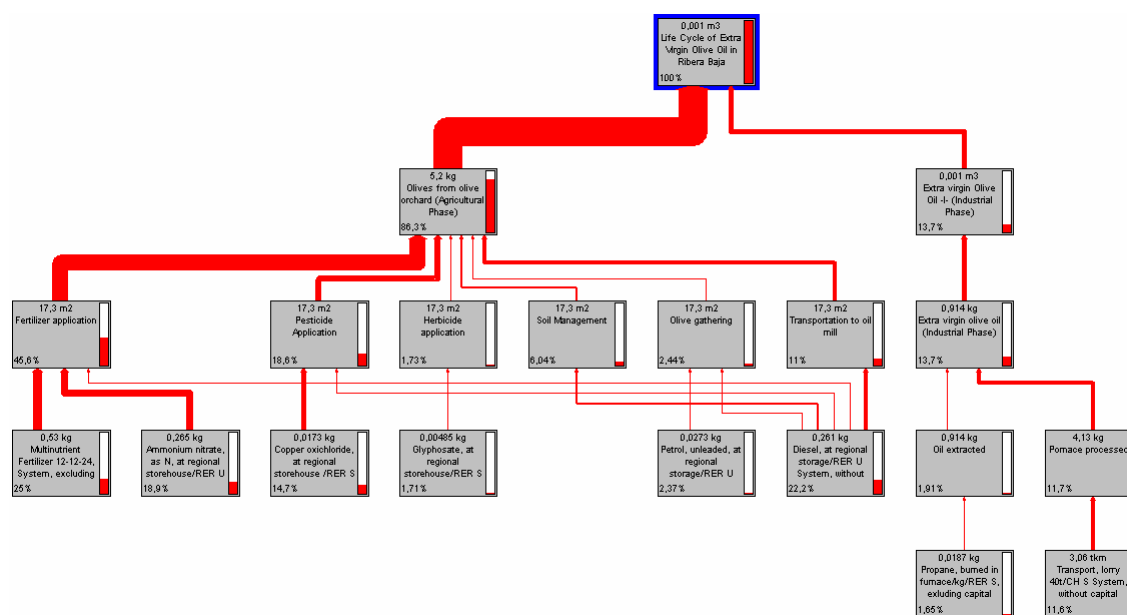 0,001 m3
Life Cycle of Extra
Virgin Olive Oil in
Ribera Baja
100%
5,2 kg
Olives from olive
orchard (Agricultural
Phase)
86,3%
0,001 m3
Extra virgin Olive
Oil -I- (Industrial
Phase)
13,7%
17,3 m2
Fertilizer application
45,6%
17,3 m2
Pesticide
Application
18,6%
17,3 m2
Herbicide
application
1,73%
17,3 m2
Soil Management
6,04%
17,3 m2
Olive gathering
2,44%
17,3 m2
Transportation to oil
mill
11%
0,914 kg
Extra virgin olive oil
(Industrial Phase)
13,7%
0,53 kg
Multinutrient
Fertilizer 12-12-24,
System, excluding
25%
0,265 kg
Ammonium nitrate,
as N, at regional
storehouse/RER U
18,9%
0,0173 kg
Copper oxichloride,
at regional
storehouse /RER S
14,7%
0,00485 kg
Glyphosate, at
regional
storehouse/RER S
1,71%
0,0273 kg
Petrol, unleaded, at
regional
storage/RER U
2,37%
0,261 kg
Diesel, at regional
storage/RER U
System, without
22,2%
0,914 kg
Oil extracted
1,91%
4,13 kg
Pomace processed
11,7%
0,0187 kg
Propane, burned in
furnace/kg/RER S,
exluding capital
1,65%
3,06 tkm
Transport, lorry
40t/CH S System,
without capital
11,6%